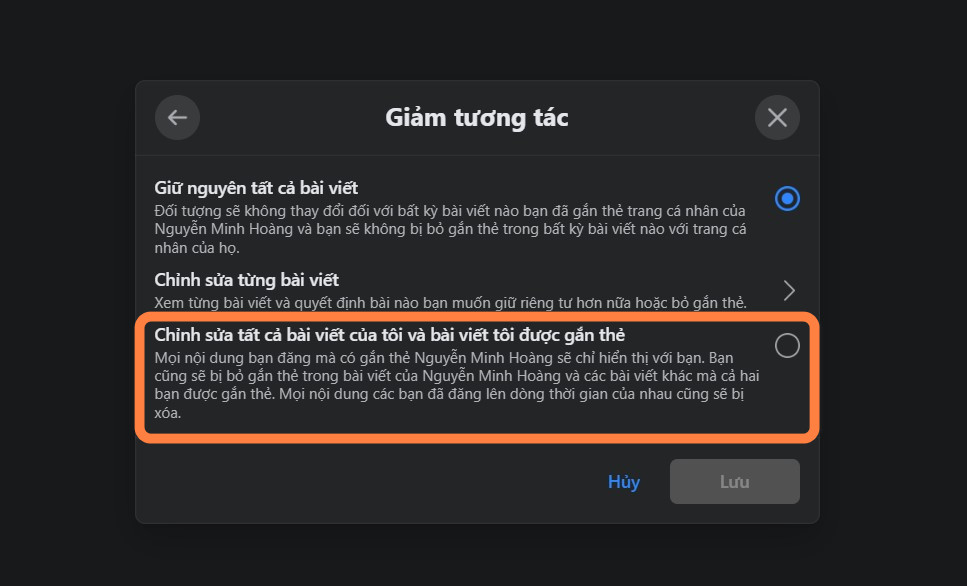 Giảm tương tác
Giữ nguyên tất cả bài viết
Đối tượng sẽ không thay đổi đối với bất kỳ bài viết nào bạn đã gắn thẻ trang cá nhân của
Nguyễn Minh Hoàng và bạn sẽ không bị bỏ gắn thẻ trong bất kỳ bài viết nào với trang cá
nhân của họ.
Chỉnh sửa từng bài viết
Xem từng bài viết và quyết định bài nào bạn muốn giữ riêng tư hơn nữa hoặc bỏ gắn thẻ.
Chỉnh sửa tất cả bài viết của tôi và bài viết tôi được gắn thẻ
Mọi nội dung bạn đăng mà có gắn thẻ Nguyễn Minh Hoàng sẽ chỉ hiển thị với bạn. Bạn
cũng sẽ bị bỏ gắn thẻ trong bài viết của Nguyễn Minh Hoàng và các bài viết khác mà cả hai
bạn được gắn thẻ. Mọi nội dung các bạn đã đăng lên dòng thời gian của nhau cũng sẽ bị
xóa.
Hủy
Lưu